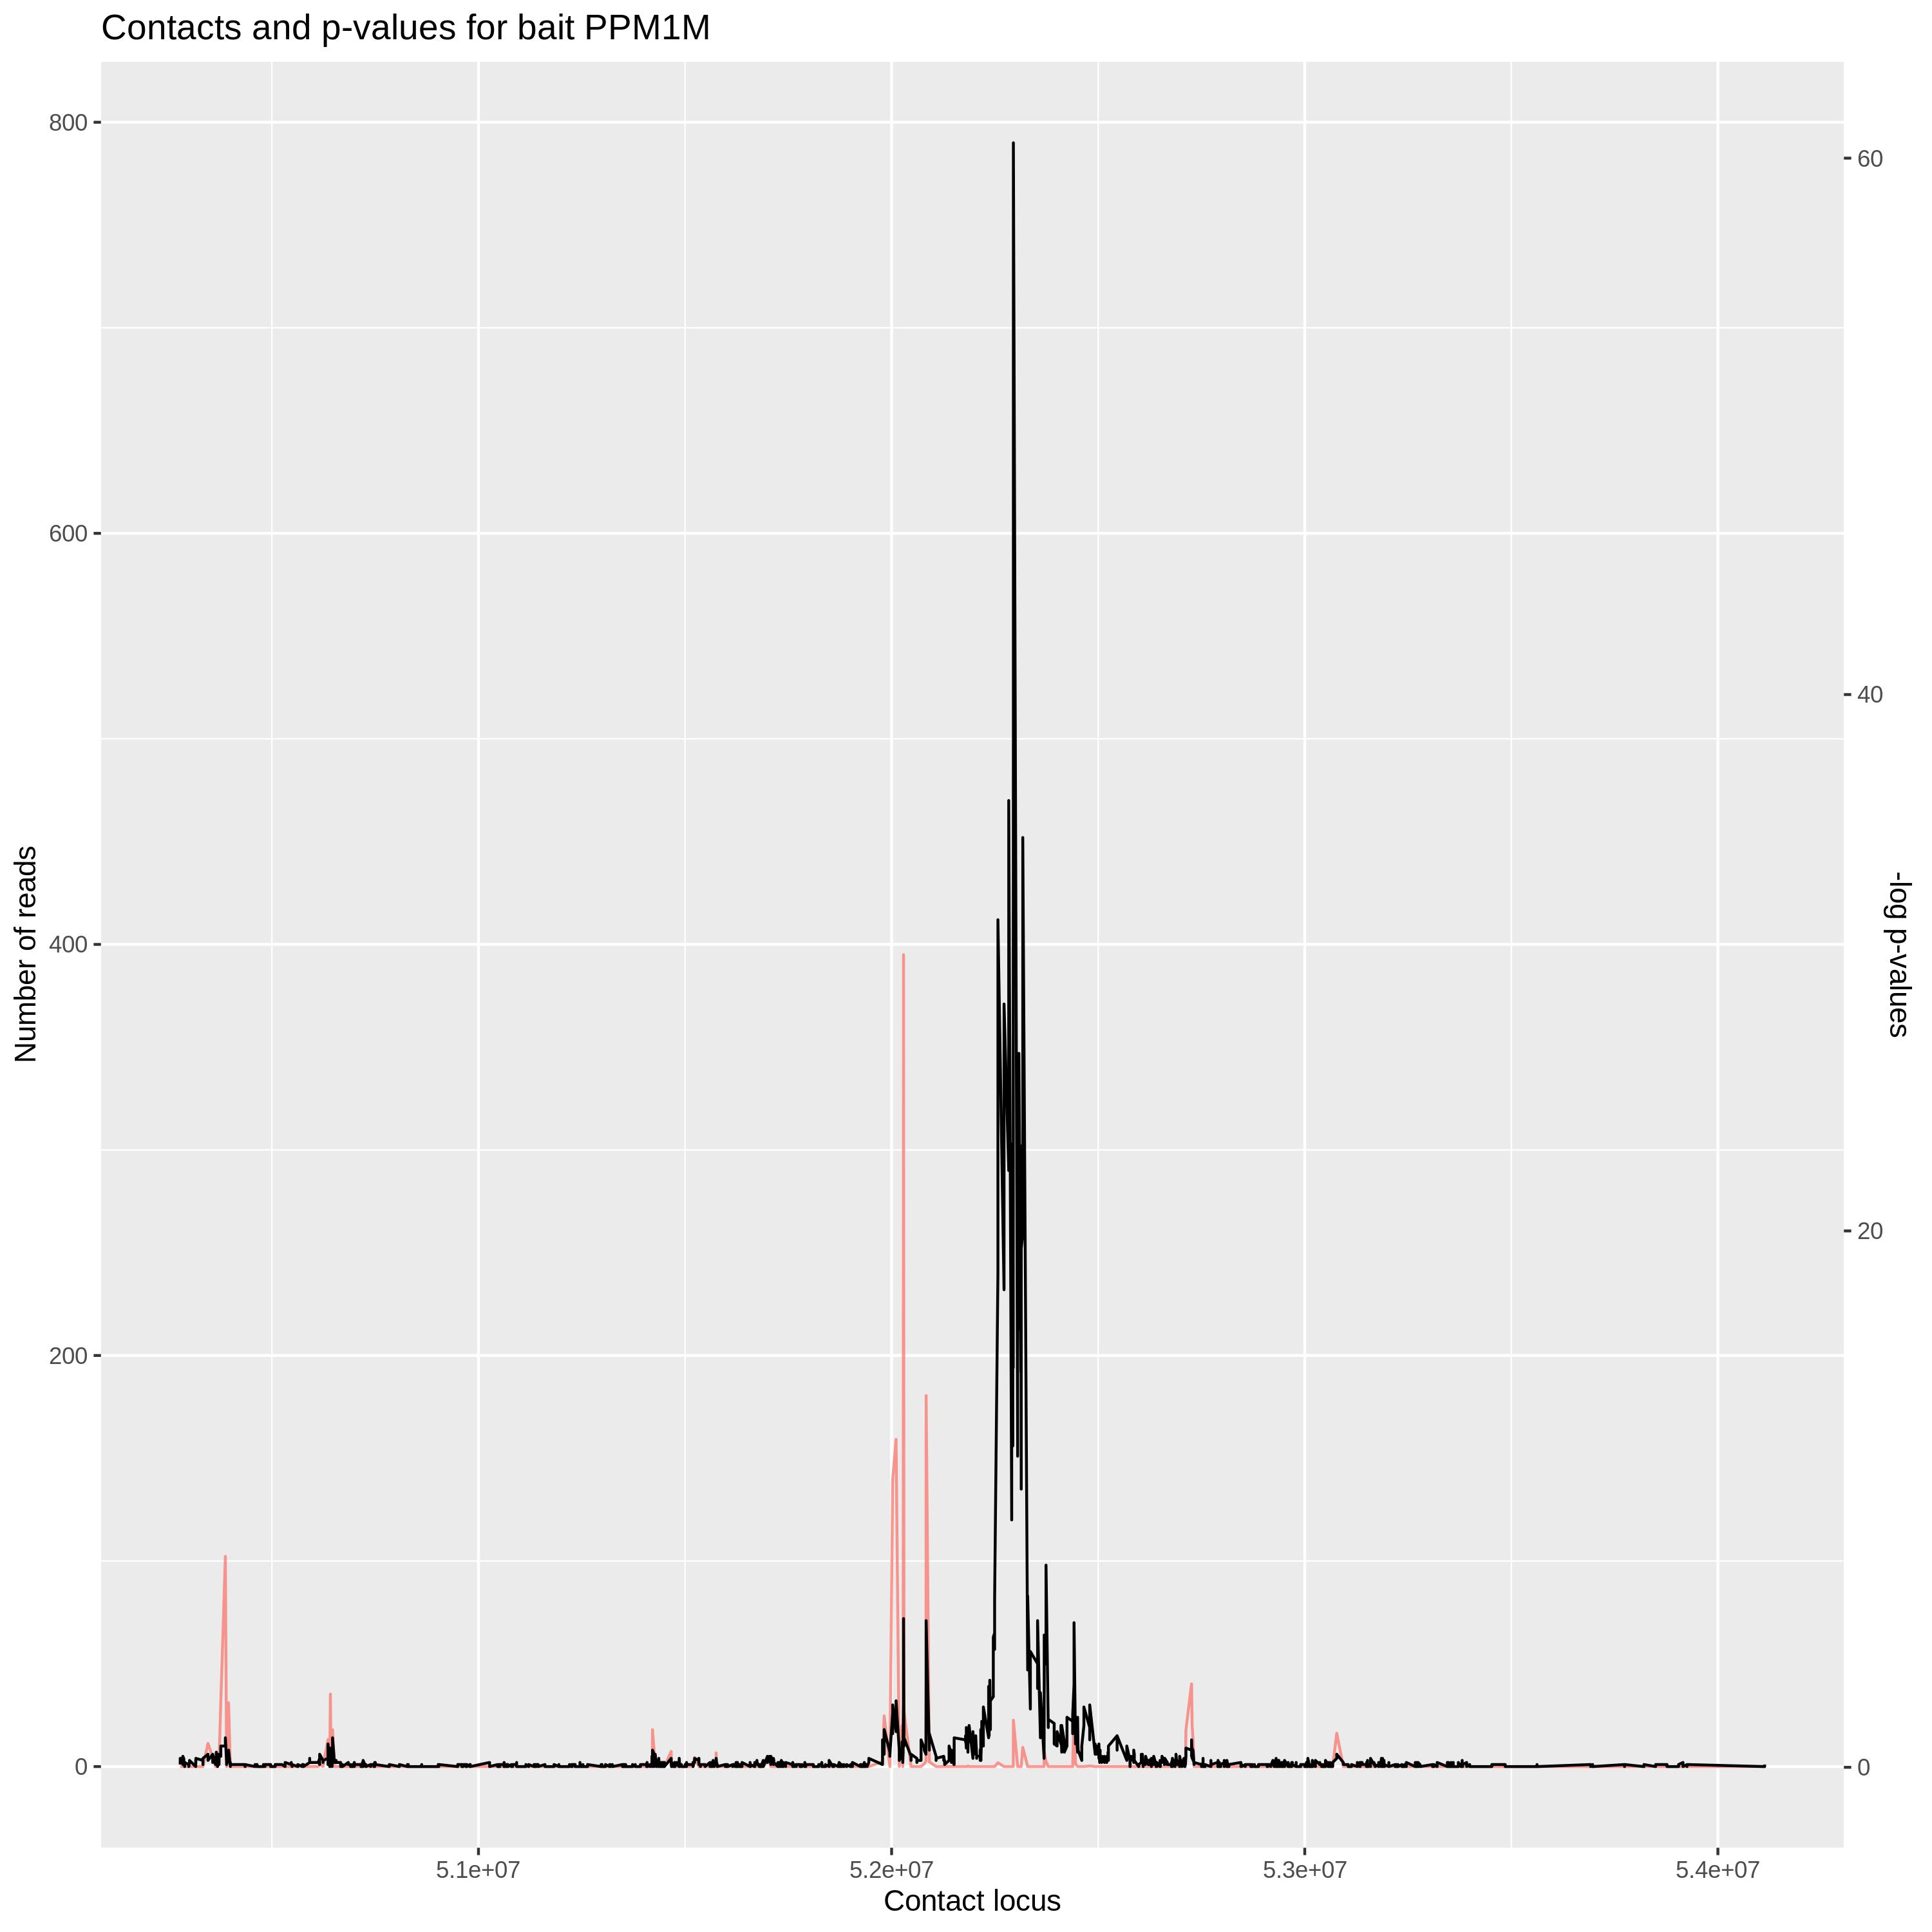 Contacts and p-values for bait PPM1M
800
600
400
200
0
Number of reads
60
40
20
0
-log p-values
5.1e+07
5.2e+07
5.3e+07
5.4e+07
Contact locus